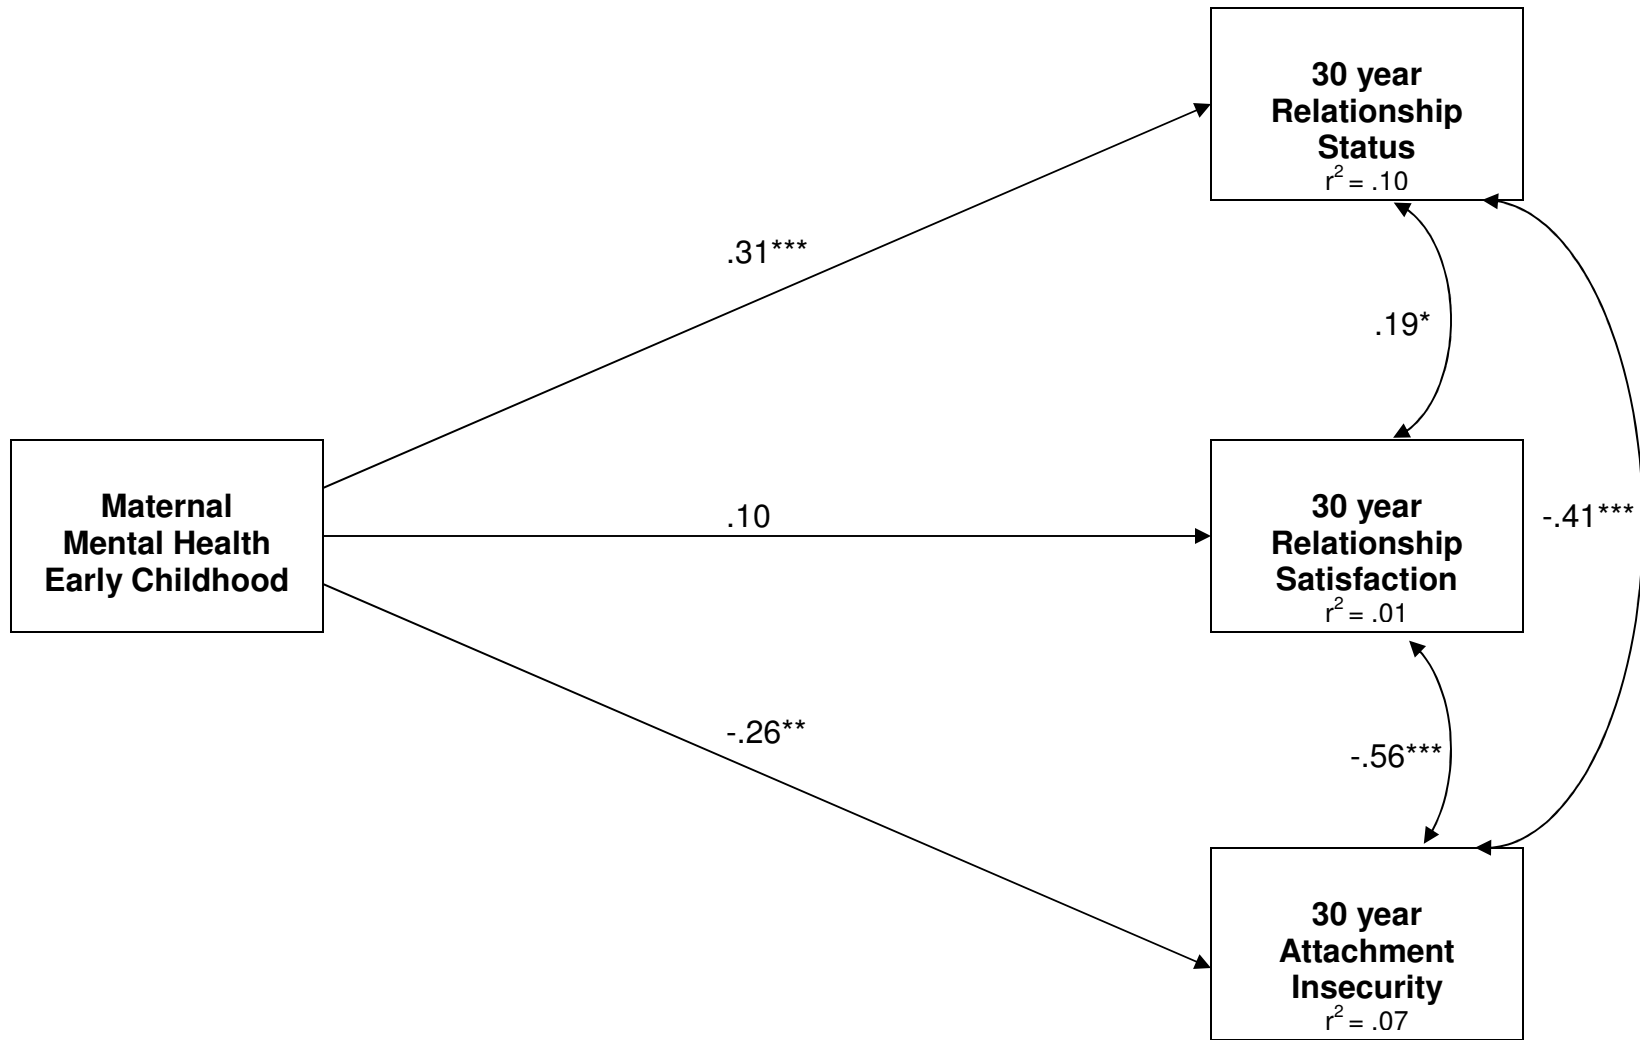 30 year
Relationship
Status
r² = .10
.31***
.19*
Maternal
Mental Health
Early Childhood
.10
30 year
Relationship
Satisfaction
r² = .01
-.41***
-.26**
-.56***
30 year
Attachment
Insecurity
r² = .07